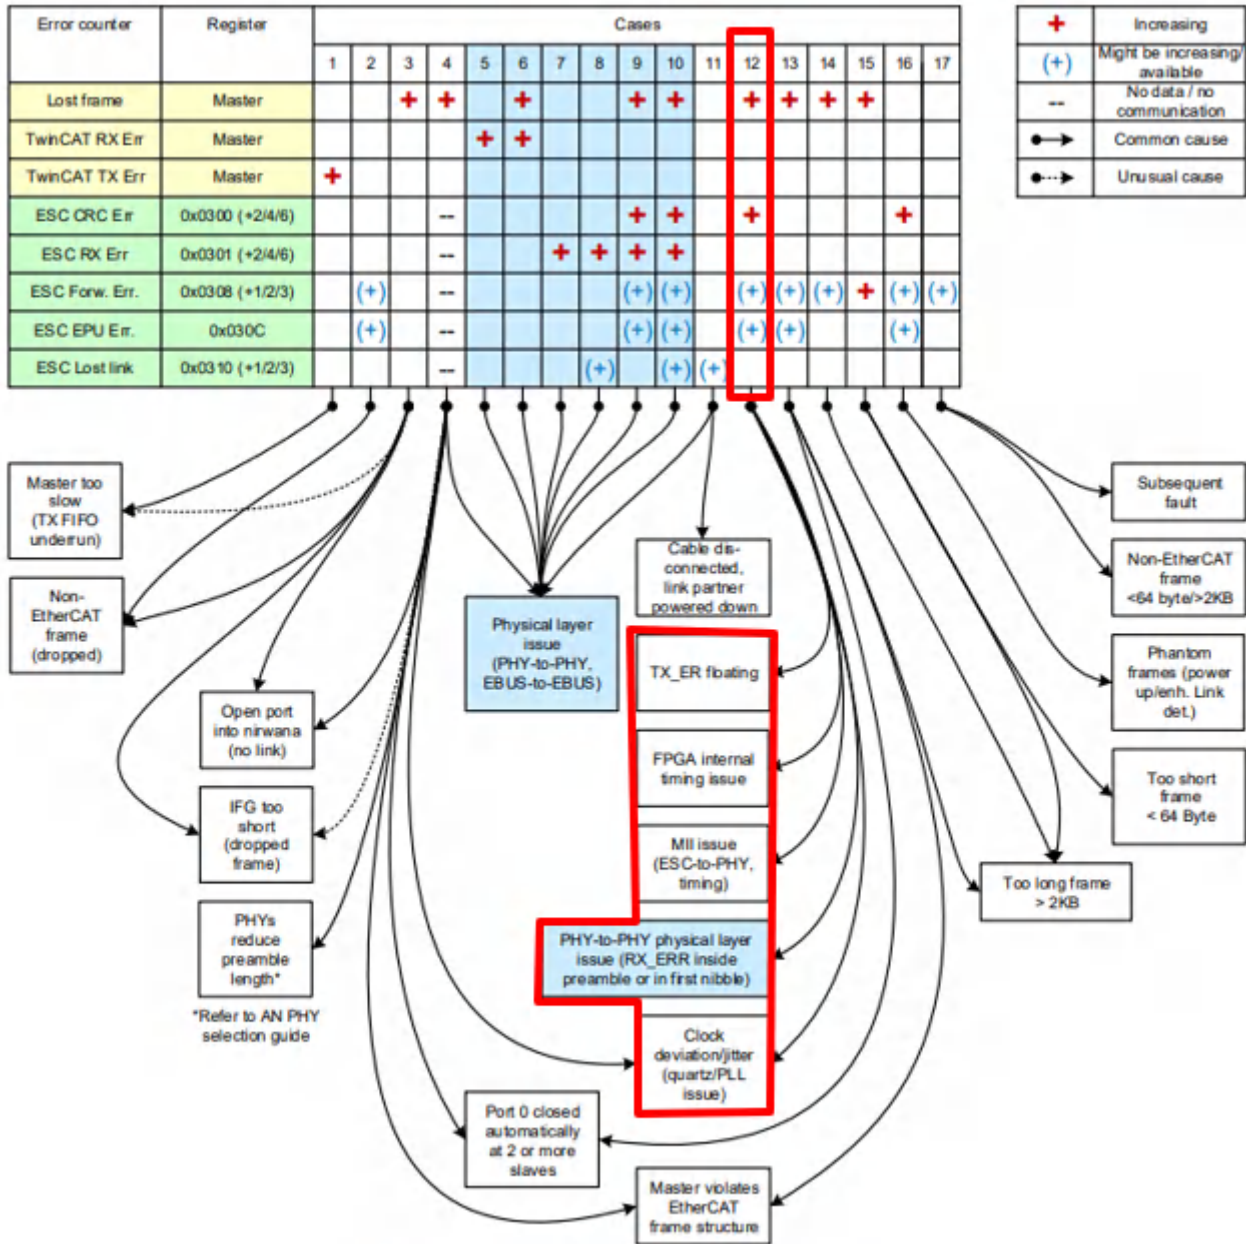 Error counter
Register
Cases
1 2 3 4 5 6 7 8 9 10 11 12 13 14 15 16 17
Lost frame Master + + + + + + + + +
TwinCAT RX Err Master + +
TwinCAT TX Err Master +
ESC CRC Err 0x0300 (+2/4/6) -- + + + +
ESC RX Err 0x0301 (+2/4/6) -- + + + +
ESC Forw. Err. 0x0308 (+1/2/3) (+) -- (+) (+) (+) (+) (+) + (+) (+)
ESC EPU Err. 0x030C (+) -- (+) (+) (+) (+) (+)
ESC Lost link 0x0310 (+1/2/3) -- (+) (+) (+)
+ Increasing
(+) Might be increasing/
available
-- No data / no
communication
Common cause
Unusual cause
Master too
slow
(TX FIFO
underrun)
Non-
EtherCAT
frame
(dropped)
Open port
into nirwana
(no link)
IFG too
short
(dropped
frame)
PHYs
reduce
preamble
length*
*Refer to AN PHY
selection guide
Physical layer
issue
(PHY-to-PHY,
EBUS-to-EBUS)
Cable dis-
connected,
link partner
powered down
TX_ER floating
FPGA internal
timing issue
MII issue
(ESC-to-PHY,
timing)
PHY-to-PHY physical layer
issue (RX_ERR inside
preamble or in first nibble)
Clock
deviation/jitter
(quartz/PLL
issue)
Port 0 closed
automatically
at 2 or more
slaves
Master violates
EtherCAT
frame structure
Subsequent
fault
Non-EtherCAT
frame
<64 byte/>2KB
Phantom
frames (power
up/enh. Link
det.)
Too short
frame
< 64 Byte
Too long frame
> 2KB